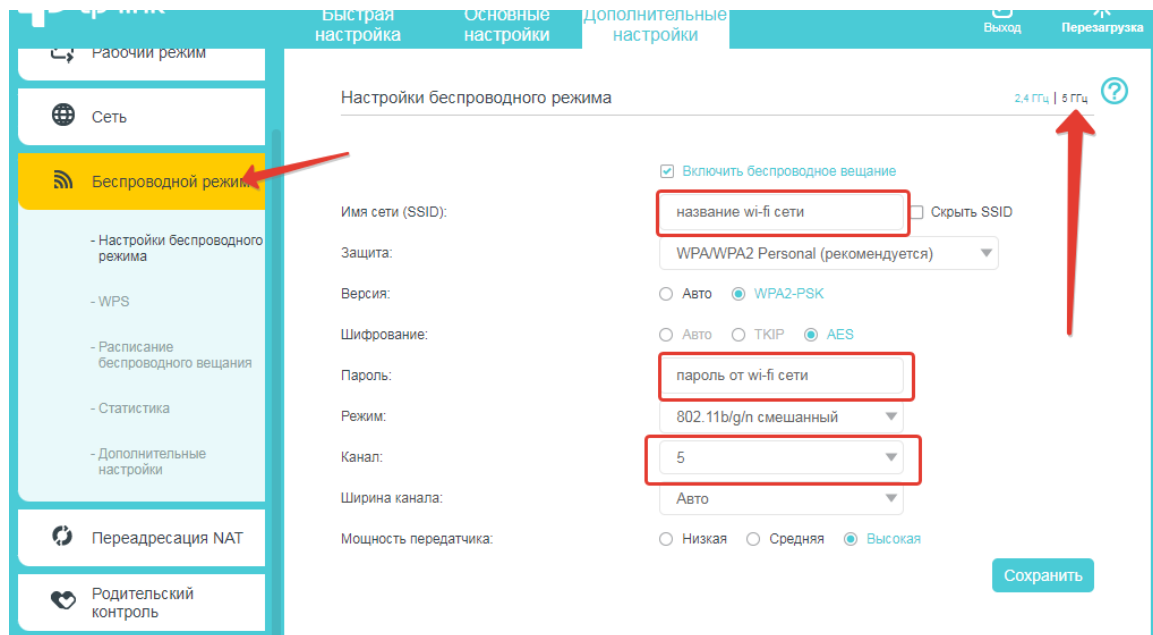 tp-link
Быстрая
настройка
Основные
настройки
Дополнительные
настройки
Выход
Перезагрузка
Рабочий режим
Сеть
Беспроводной режим
- Настройки беспроводного
режима
- WPS
- Расписание
беспроводного вещания
- Статистика
- Дополнительные
настройки
Переадресация NAT
Родительский
контроль
Настройки беспроводного режима
2,4 ГГц | 5 ГГц
?
Включить беспроводное вещание
Имя сети (SSID):
название wi-fi сети
Скрыть SSID
Защита:
WPA/WPA2 Personal (рекомендуется)
Версия:
Авто
WPA2-PSK
Шифрование:
Авто
TKIP
AES
Пароль:
пароль от wi-fi сети
Режим:
802.11b/g/n смешанный
Канал:
5
Ширина канала:
Авто
Мощность передатчика:
Низкая
Средняя
Высокая
Сохранить